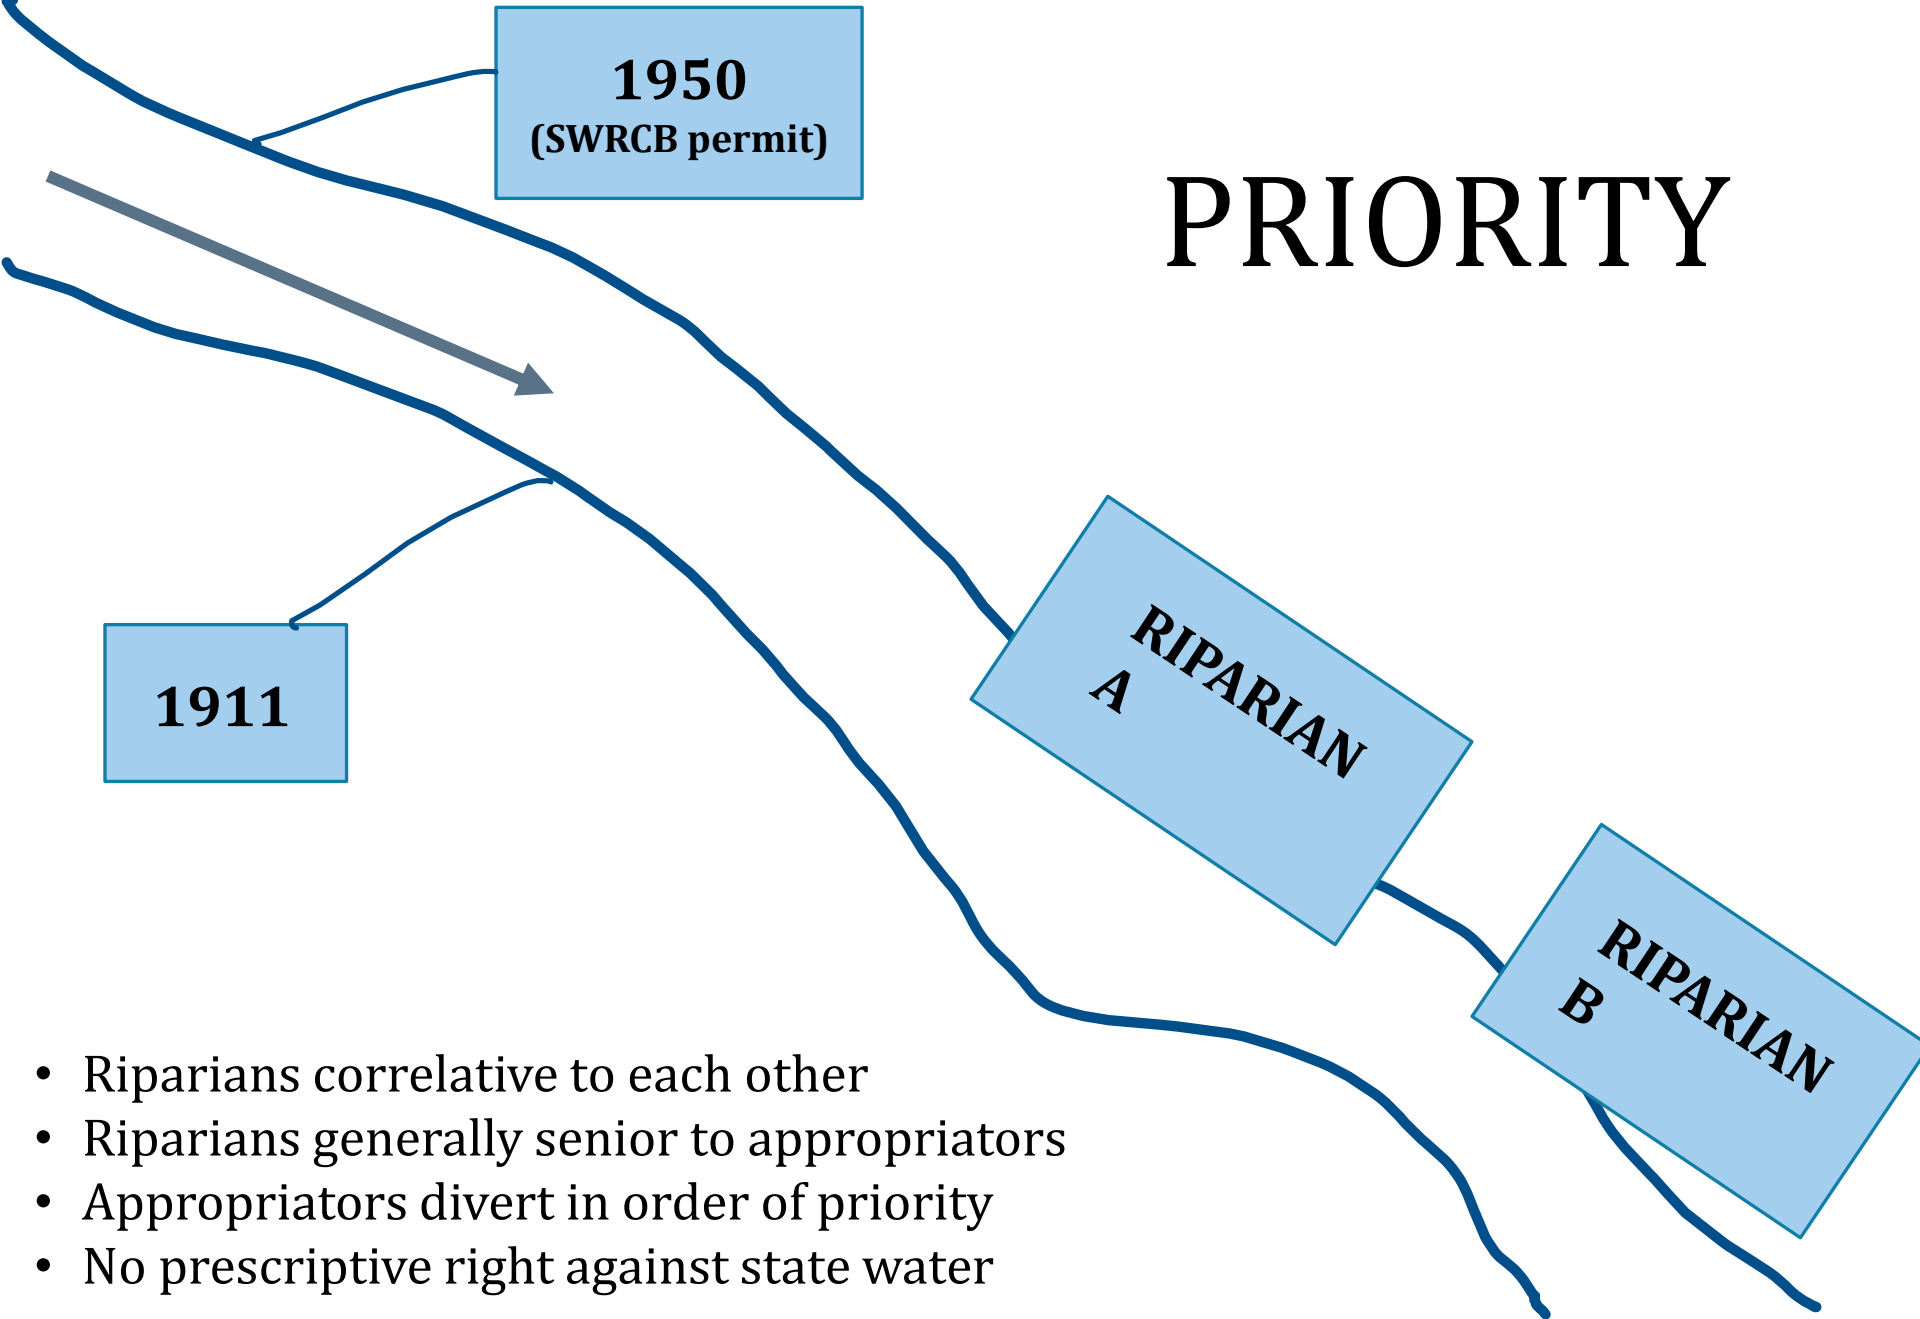 1950
(SWRCB permit)
PRIORITY
1911
RIPARIAN
A
RIPARIAN
B
• Riparians correlative to each other
• Riparians generally senior to appropriators
• Appropriators divert in order of priority
• No prescriptive right against state water